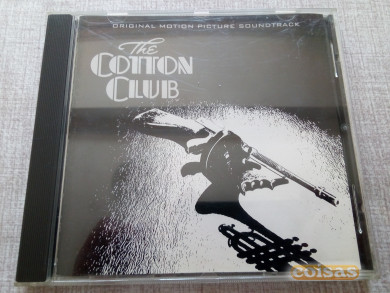 ORIGINAL MOTION PICTURE SOUNDTRACK
The
COTTON
CLUB
coisas